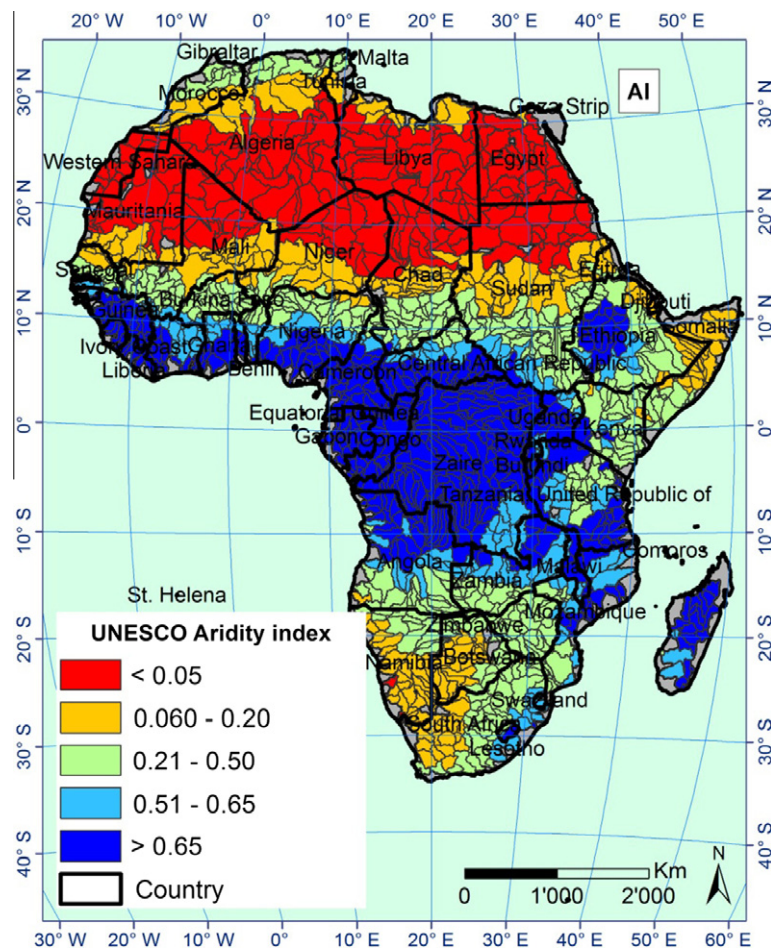 20° W 10° W 0° 10° E 20° E 30° E 40° E 50° E
Gibraltar
Malta
AI
Tunisia
Morocco
Gaza Strip
Algeria
Libya
Egypt
Western Sahara
Mauritania
Mali
Niger
Chad
Sudan
Eritrea
Senegal
Djibouti
Burkina Faso
Guinea
Nigeria
Ethiopia
Somalia
Ivory Coast
Ghana
Liberia
Benin
Central African Republic
Cameroon
Equatorial Guinea
Uganda
Kenya
Gabon
Congo
Rwanda
Zaire
Burundi
Tanzania, United Republic of
Comoros
Angola
Malawi
Zambia
St. Helena
Mozambique
Zimbabwe
Namibia
Botswana
Swaziland
South Africa
Lesotho
30° N
20° N
10° N
0°
10° S
20° S
30° S
40° S
30° N
20° N
10° N
0°
10° S
20° S
30° S
40° S
UNESCO Aridity index
< 0.05
0.060 - 0.20
0.21 - 0.50
0.51 - 0.65
> 0.65
Country
Km
0 1'000 2'000
N
30° W 20° W 10° W 0° 10° E 20° E 30° E 40° E 50° E 60° E